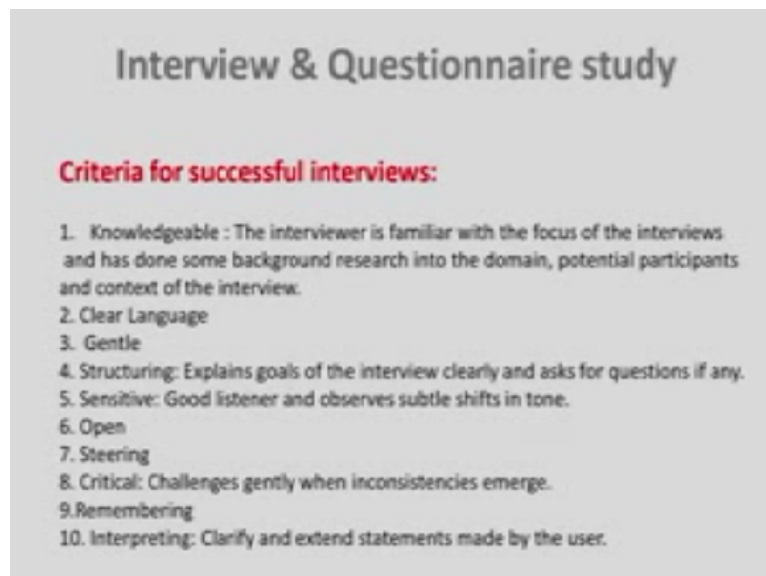 Interview & Questionnaire study
Criteria for successful interviews:
1. Knowledgeable : The interviewer is familiar with the focus of the interviews
and has done some background research into the domain, potential participants
and context of the interview.
2. Clear Language
3. Gentle
4. Structuring: Explains goals of the interview clearly and asks for questions if any.
5. Sensitive: Good listener and observes subtle shifts in tone.
6. Open
7. Steering
8. Critical: Challenges gently when inconsistencies emerge.
9.Remembering
10. Interpreting: Clarify and extend statements made by the user.